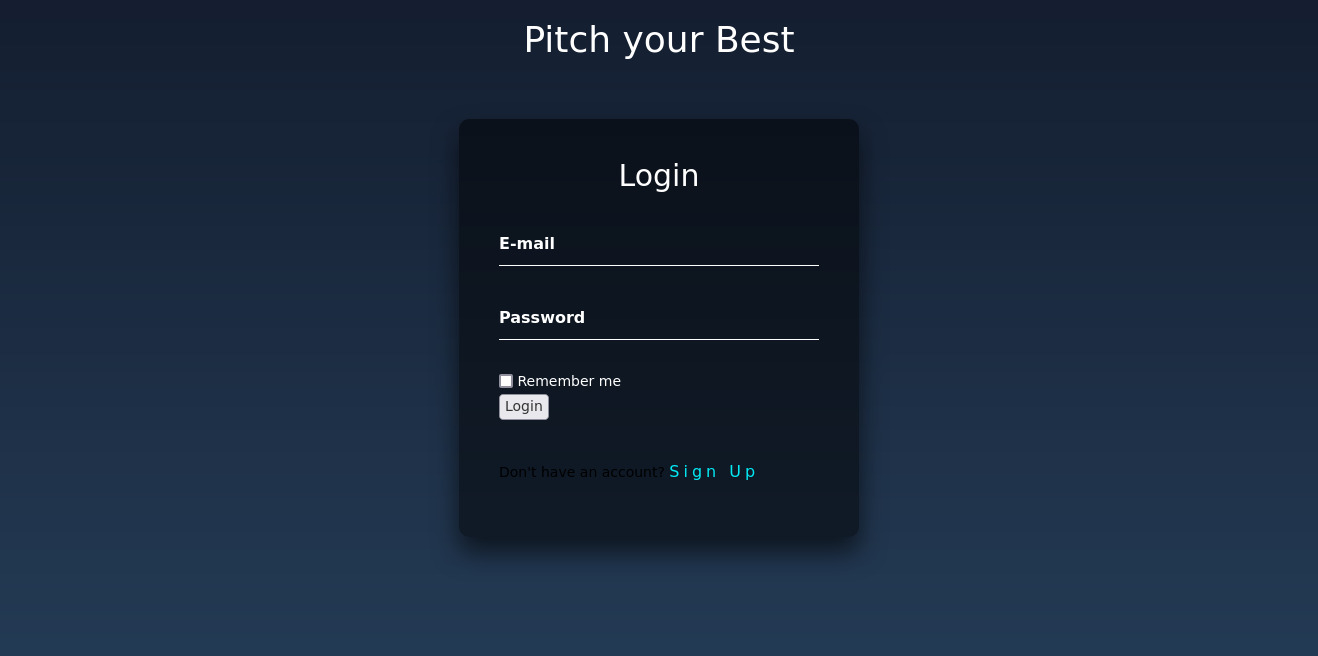 Pitch your Best
Login
E-mail
Password
Remember me
Login
Don't have an account? Sign Up